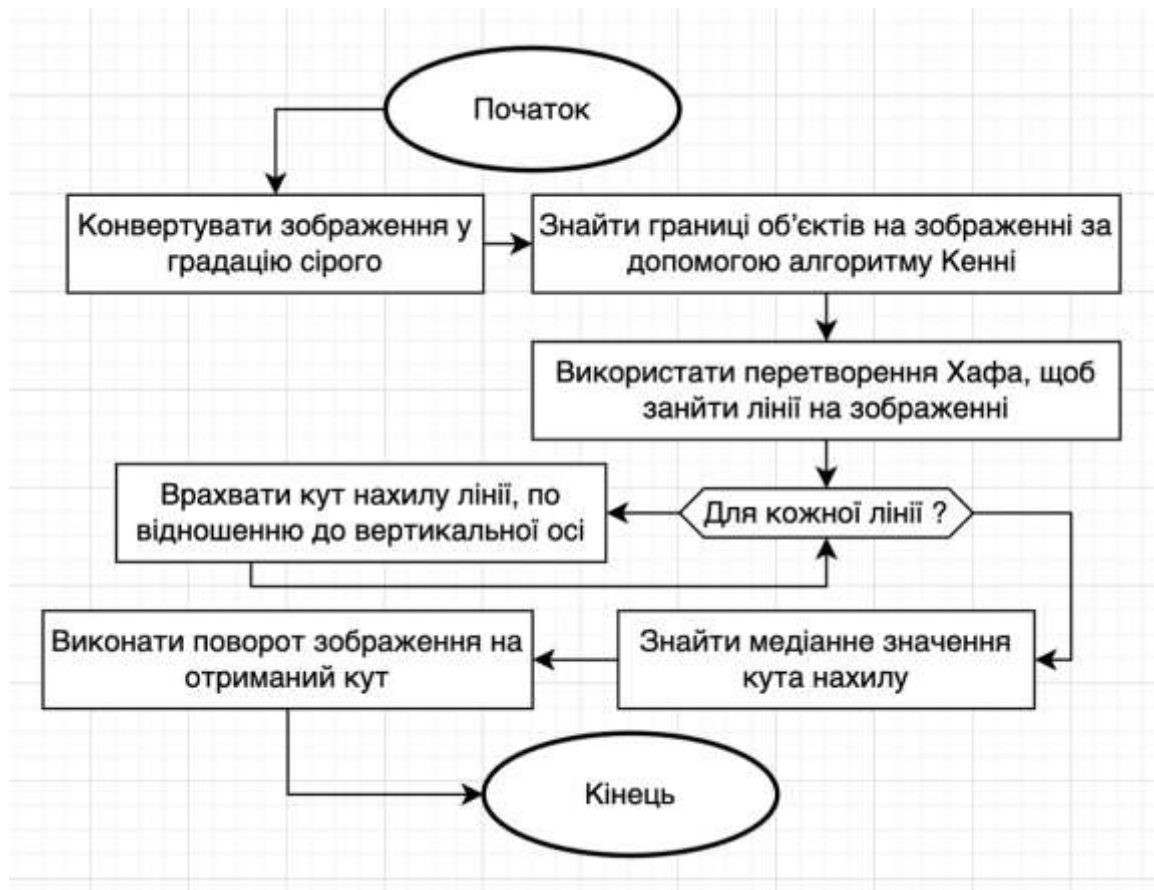 Початок
Конвертувати зображення у
градацію сірого
Знайти границі об’єктів на зображенні за
допомогою алгоритму Кенні
Використати перетворення Хафа, щоб
занйти лінії на зображенні
Для кожної лінії ?
Врахвати кут нахилу лінії, по
відношенню до вертикальної осі
Знайти медіанне значення
кута нахилу
Виконати поворот зображення на
отриманий кут
Кінець